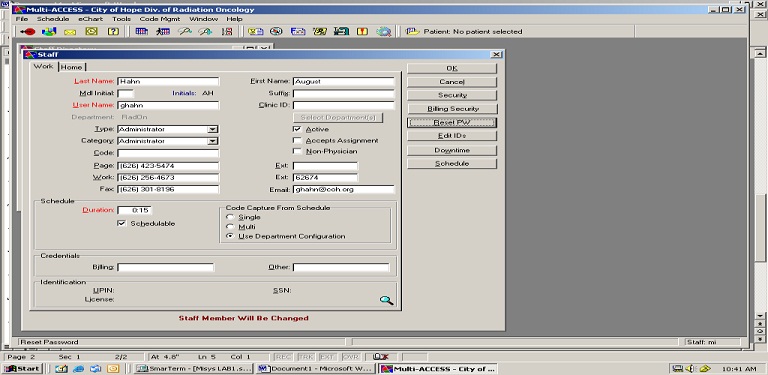 Multi-ACCESS - City of Hope Div. of Radiation Oncology
File Schedule eChart Tools Code Mgmt Window Help
Patient: No patient selected
Staff
Work Home
Last Name: Hahn First Name: August
Mdl Initial: Initials: AH Suffix:
User Name: ghahn Clinic ID:
Department: RadOn Select Department(s)
Type: Administrator Active
Category: Administrator Accepts Assignment
Code: Non-Physician
Page: (626) 423-5474 Ext:
Work: (626) 256-4673 Ext: 62674
Fax: (626) 301-8196 Email: ghahn@coh.org
Schedule
Duration: 0:15
Schedulable
Code Capture From Schedule
Single
Multi
Use Department Configuration
Credentials
Billing: Other:
Identification
UPIN: SSN:
License:
Staff Member Will Be Changed
OK
Cancel
Security
Billing Security
Reset PW
Edit IDs
Downtime
Schedule
Reset Password Staff: mi
Page 2 Sec 1 2/2 At 4.8" Ln 5 Col 1 REC TRK EXT OVR
Start SmarTerm - [Misys LAB1.s... Document1 - Microsoft W... Multi-ACCESS - City of ... 10:41 AM